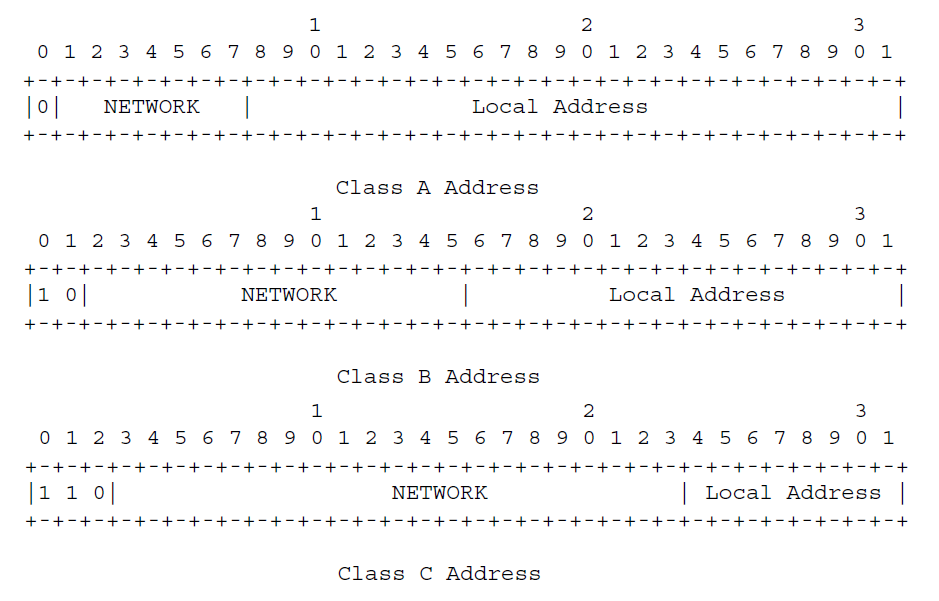 1                   2                   3
 0 1 2 3 4 5 6 7 8 9 0 1 2 3 4 5 6 7 8 9 0 1 2 3 4 5 6 7 8 9 0 1
+-+-+-+-+-+-+-+-+-+-+-+-+-+-+-+-+-+-+-+-+-+-+-+-+-+-+-+-+-+-+-+-+
|0|   NETWORK   |                Local Address                  |
+-+-+-+-+-+-+-+-+-+-+-+-+-+-+-+-+-+-+-+-+-+-+-+-+-+-+-+-+-+-+-+-+
                       Class A Address
                     1                   2                   3
 0 1 2 3 4 5 6 7 8 9 0 1 2 3 4 5 6 7 8 9 0 1 2 3 4 5 6 7 8 9 0 1
+-+-+-+-+-+-+-+-+-+-+-+-+-+-+-+-+-+-+-+-+-+-+-+-+-+-+-+-+-+-+-+-+
|1 0|           NETWORK         |          Local Address        |
+-+-+-+-+-+-+-+-+-+-+-+-+-+-+-+-+-+-+-+-+-+-+-+-+-+-+-+-+-+-+-+-+
                       Class B Address
                     1                   2                   3
 0 1 2 3 4 5 6 7 8 9 0 1 2 3 4 5 6 7 8 9 0 1 2 3 4 5 6 7 8 9 0 1
+-+-+-+-+-+-+-+-+-+-+-+-+-+-+-+-+-+-+-+-+-+-+-+-+-+-+-+-+-+-+-+-+
|1 1 0|                    NETWORK              | Local Address |
+-+-+-+-+-+-+-+-+-+-+-+-+-+-+-+-+-+-+-+-+-+-+-+-+-+-+-+-+-+-+-+-+
                       Class C Address